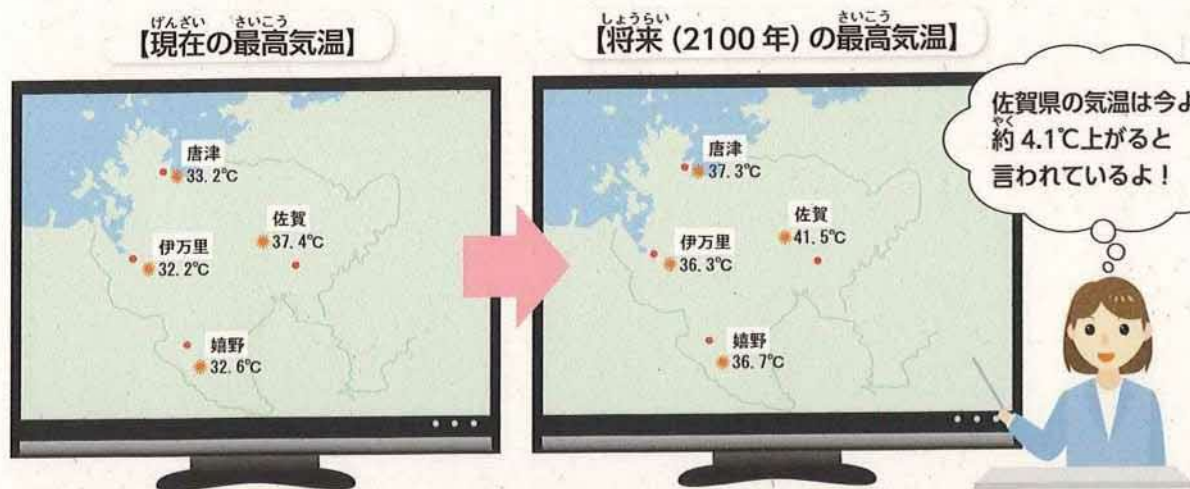 げんざい さいこう
【現在の最高気温】
唐津
33.2℃
佐賀
37.4℃
伊万里
32.2℃
嬉野
32.6℃
しょうらい さいこう
【将来(2100年)の最高気温】
唐津
37.3℃
佐賀
41.5℃
伊万里
36.3℃
嬉野
36.7℃
佐賀県の気温は今よ
やく
約4.1℃上がると
言われているよ！